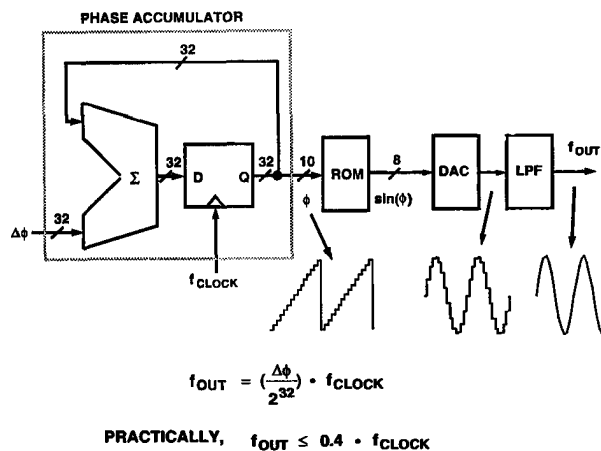 PHASE ACCUMULATOR
32
Σ
32
D
Q
32
10
ROM
8
DAC
LPF
fOUT
Δϕ
32
ϕ
sin(ϕ)
fCLOCK
fOUT = (Δϕ/2^32) • fCLOCK
PRACTICALLY, fOUT ≤ 0.4 • fCLOCK